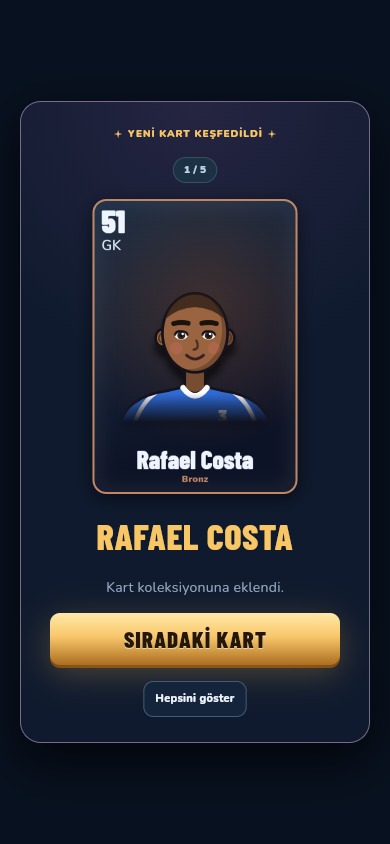 YENİ KART KEŞFEDİLDİ
1 / 5
51
GK
3
Rafael Costa
Bronz
RAFAEL COSTA
Kart koleksiyonuna eklendi.
SIRADAKİ KART
Hepsini göster